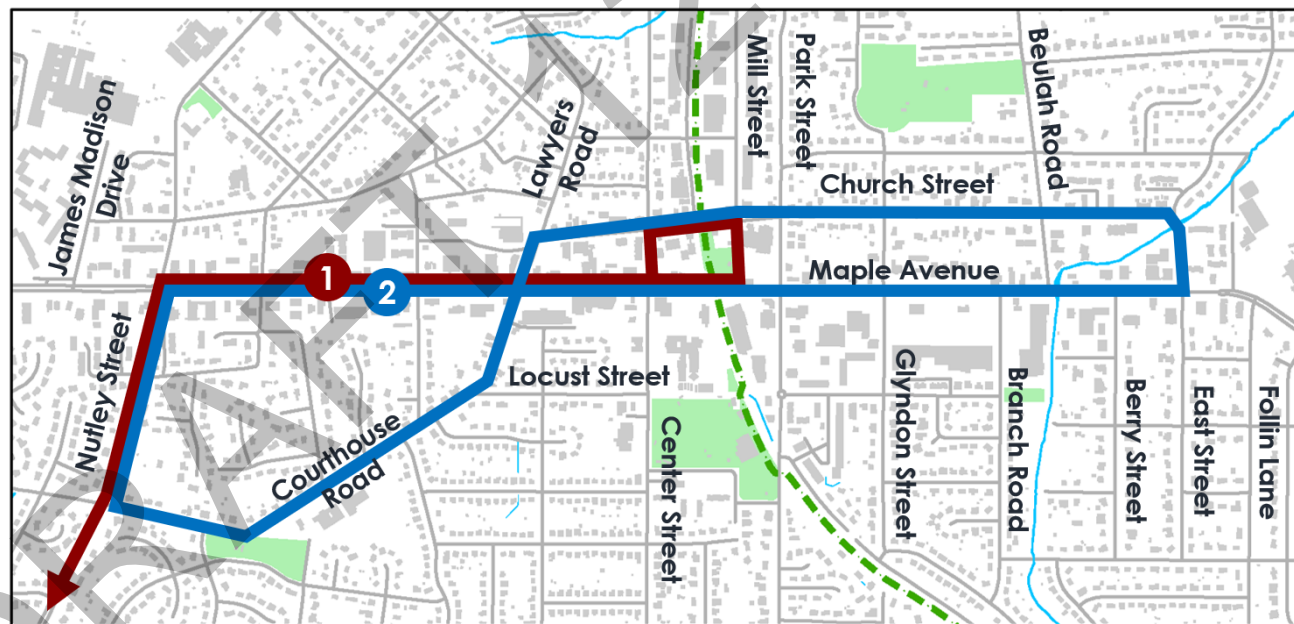 James Madison
Drive
Lawyers
Road
Mill Street
Park Street
Beulah Road
Church Street
1
2
Maple Avenue
Nutley Street
Courthouse
Road
Locust Street
Center Street
Glyndon Street
Branch Road
Berry Street
East Street
Follin Lane
DRAFT